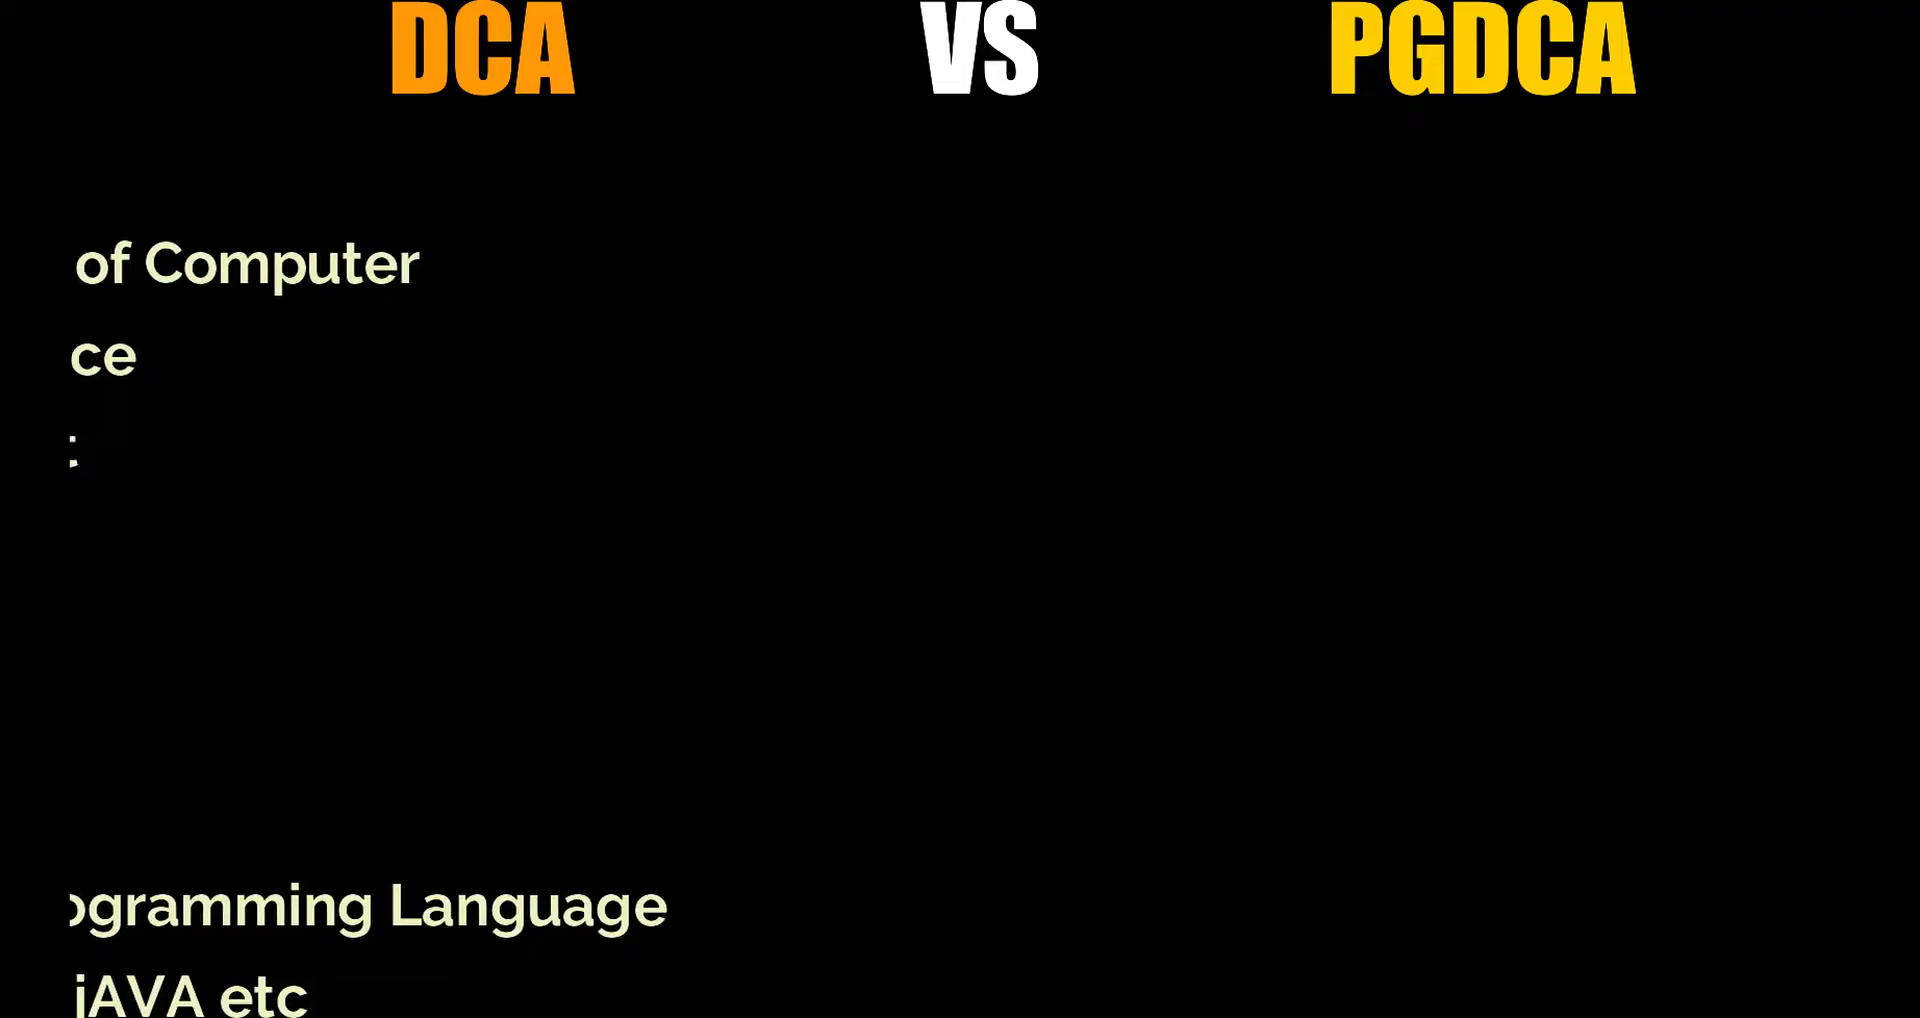 DCA VS PGDCA
of Computer
ce
:
ogramming Language
jAVA etc